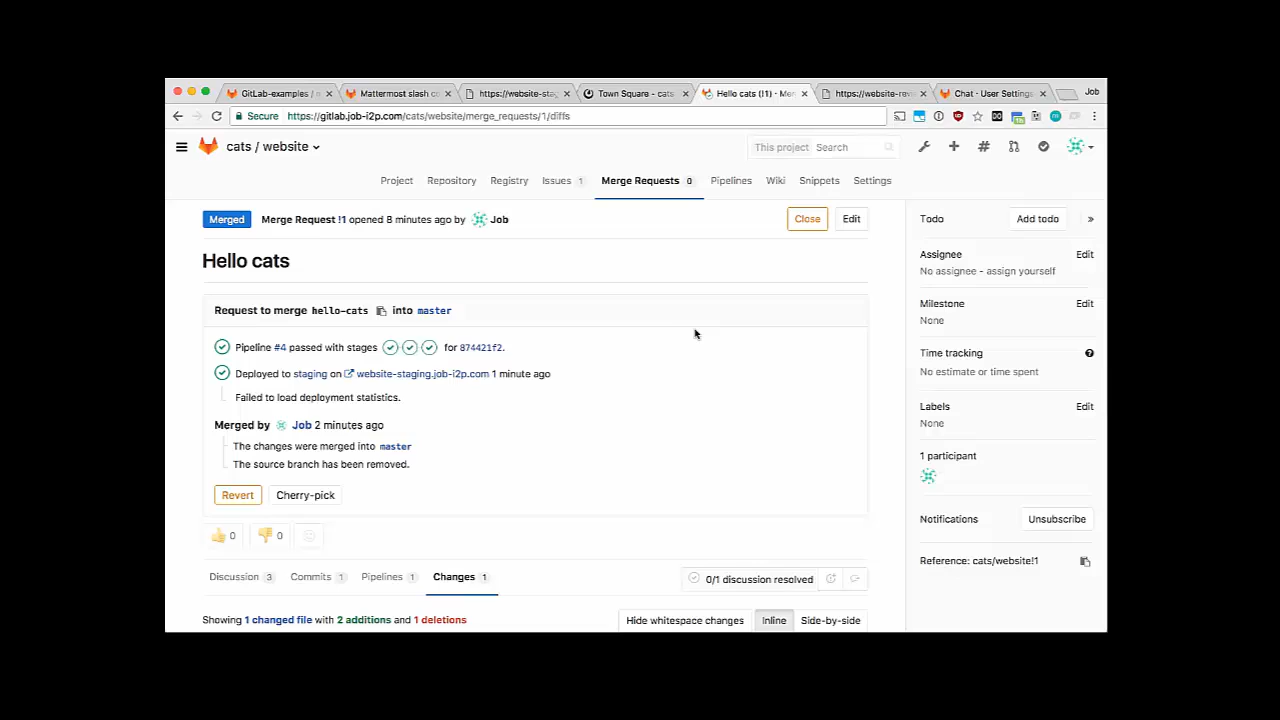 GitLab-examples / 
Mattermost slash co
https://website-sta
Town Square - cats
Hello cats (!1) · Me
https://website-rev
Chat · User Settings
Job
Secure https://gitlab.job-i2p.com/cats/website/merge_requests/1/diffs
cats / website
This project Search
Project Repository Registry Issues 1 Merge Requests 0 Pipelines Wiki Snippets Settings
Merged Merge Request !1 opened 8 minutes ago by Job Close Edit
Todo Add todo »
Hello cats
Assignee Edit
No assignee - assign yourself
Milestone Edit
None
Request to merge hello-cats into master
Pipeline #4 passed with stages for 874421f2.
Time tracking
No estimate or time spent
Deployed to staging on website-staging.job-i2p.com 1 minute ago
Failed to load deployment statistics.
Labels Edit
None
Merged by Job 2 minutes ago
The changes were merged into master
The source branch has been removed.
1 participant
Revert Cherry-pick
Notifications Unsubscribe
0 0
Reference: cats/website!1
Discussion 3 Commits 1 Pipelines 1 Changes 1 0/1 discussion resolved
Showing 1 changed file with 2 additions and 1 deletions Hide whitespace changes Inline Side-by-side